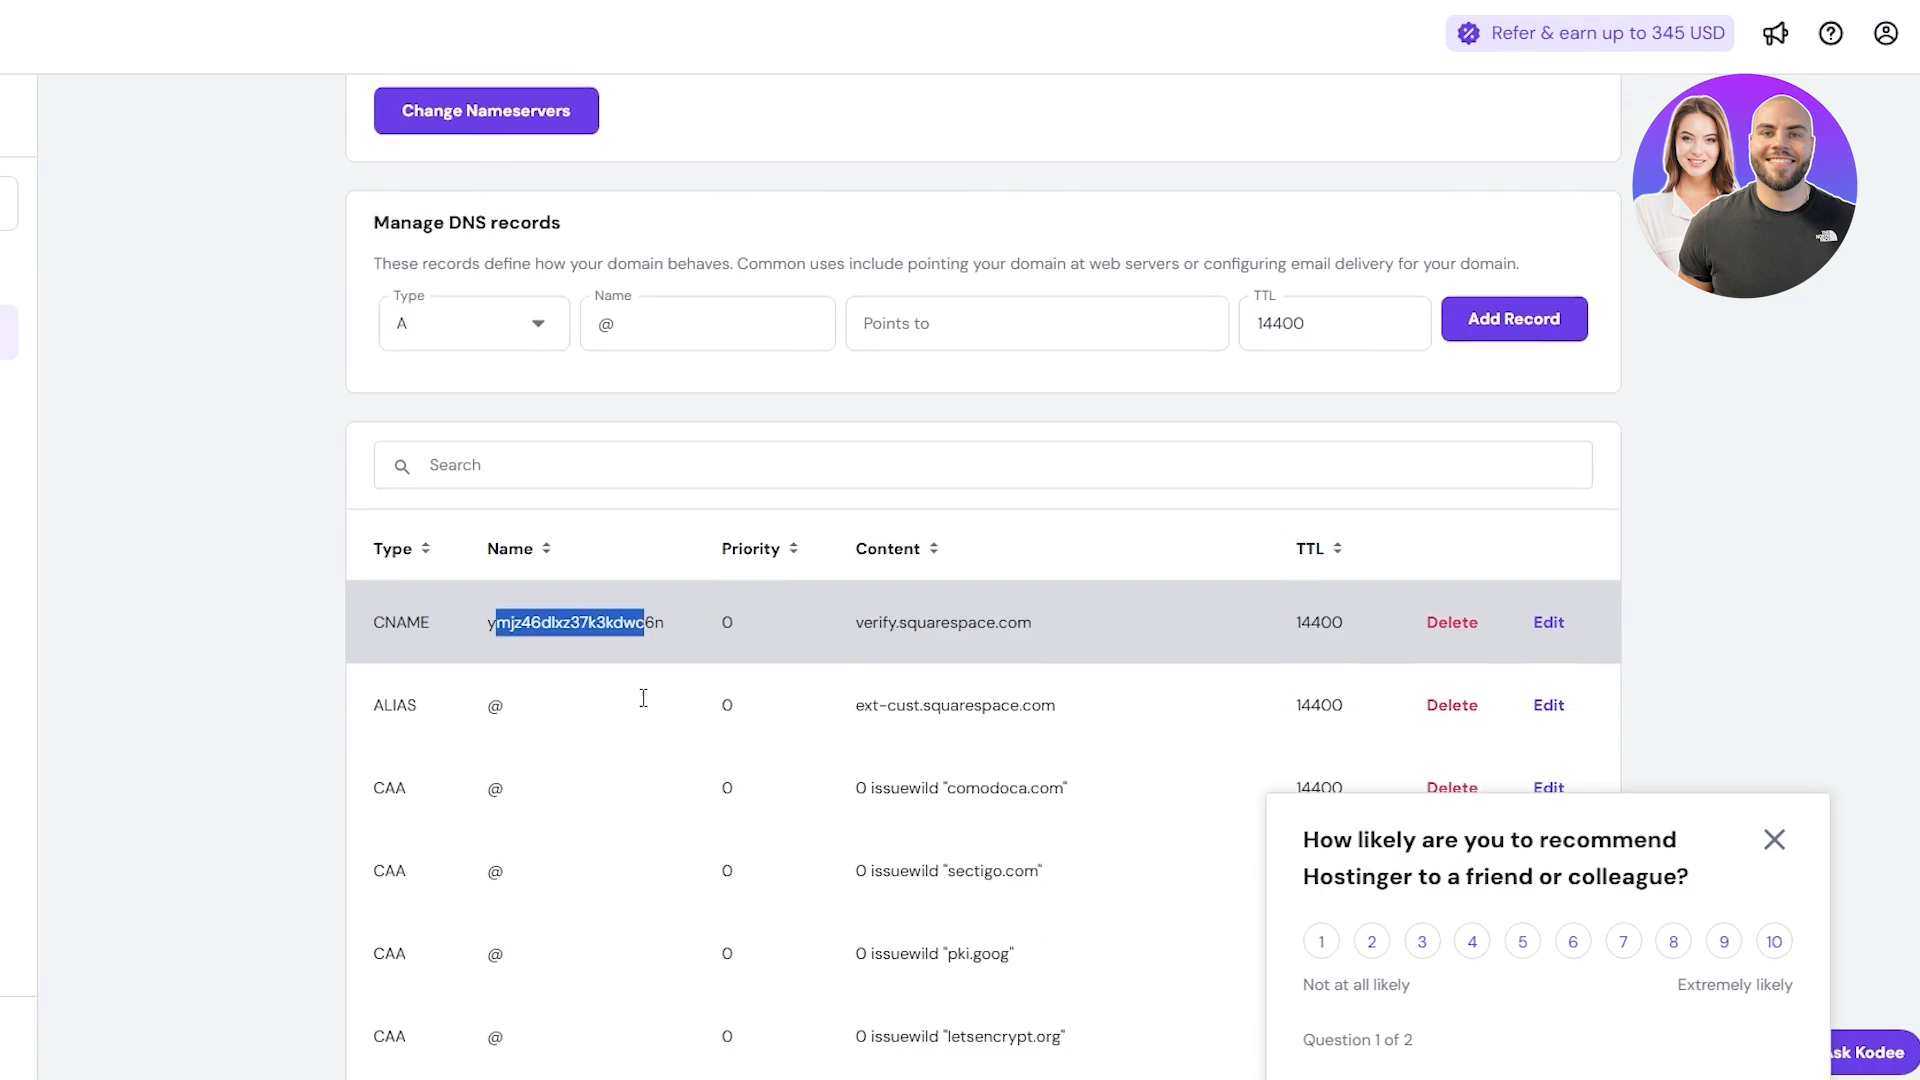 Refer & earn up to 345 USD
Change Nameservers
Manage DNS records
These records define how your domain behaves. Common uses include pointing your domain at web servers or configuring email delivery for your domain.
Type Name TTL
A @ Points to 14400 Add Record
Search
Type Name Priority Content TTL
CNAME ymjz46dlxz37k3kdwc6n 0 verify.squarespace.com 14400 Delete Edit
ALIAS @ 0 ext-cust.squarespace.com 14400 Delete Edit
CAA @ 0 0 issuewild "comodoca.com" 14400 Delete Edit
CAA @ 0 0 issuewild "sectigo.com"
CAA @ 0 0 issuewild "pki.goog"
CAA @ 0 0 issuewild "letsencrypt.org"
How likely are you to recommend
Hostinger to a friend or colleague?
1 2 3 4 5 6 7 8 9 10
Not at all likely Extremely likely
Question 1 of 2
Ask Kodee
THE NORTH FACE